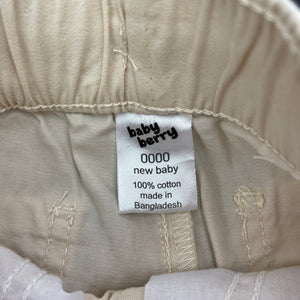 baby
berry
0000
new baby
100% cotton
made in
Bangladesh